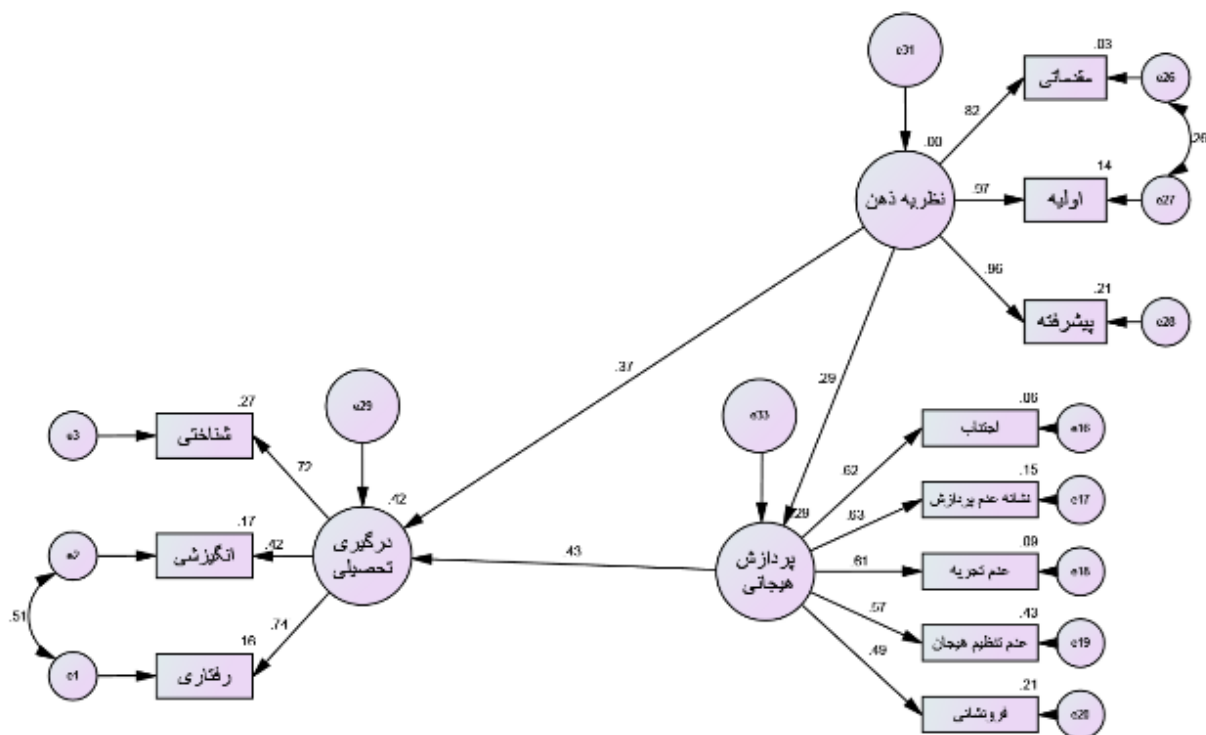 e31
.03
مقدماتی
e26
.82
.00
.26
.14
نظریه ذهن
.97
اولیه
e27
.96
.21
پیشرفته
e28
.37
.29
.27
e29
e33
.06
e3
شناختی
اجتناب
e16
.72
.62
.15
.42
نشانه عدم پردازش
e17
.17
.29
.63
.09
e2
انگیزشی
.42
درگیری
تحصیلی
.43
پردازش
هیجانی
.61
عدم تجربه
e18
.57
.43
.51
.74
عدم تنظیم هیجان
e19
.16
.49
.21
e1
رفتاری
فرونشانی
e20